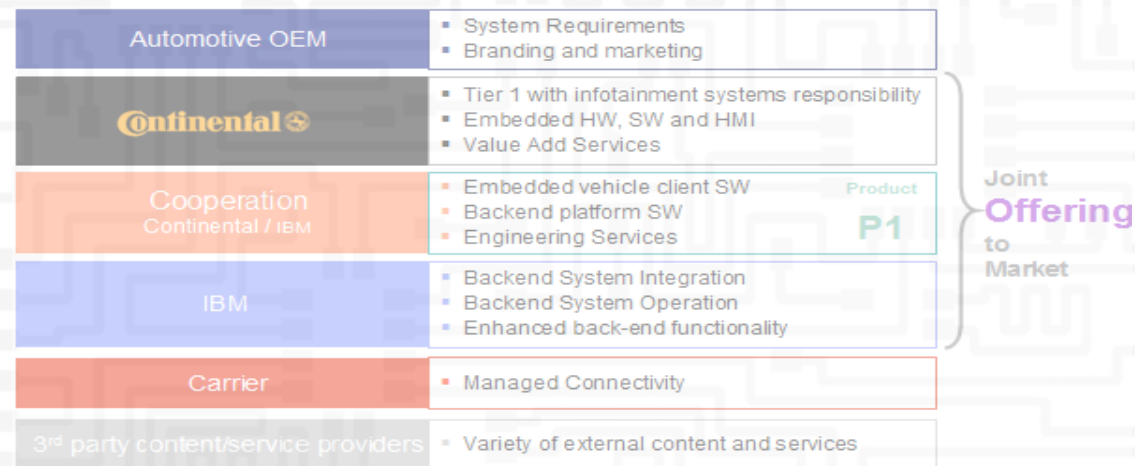 Automotive OEM
▪ System Requirements
▪ Branding and marketing
Continental
▪ Tier 1 with infotainment systems responsibility
▪ Embedded HW, SW and HMI
▪ Value Add Services
Cooperation
Continental / IBM
▪ Embedded vehicle client SW
▪ Backend platform SW
▪ Engineering Services
Product
P1
IBM
▪ Backend System Integration
▪ Backend System Operation
▪ Enhanced back-end functionality
Joint
Offering
to
Market
Carrier
▪ Managed Connectivity
3rd party content/service providers
▪ Variety of external content and services